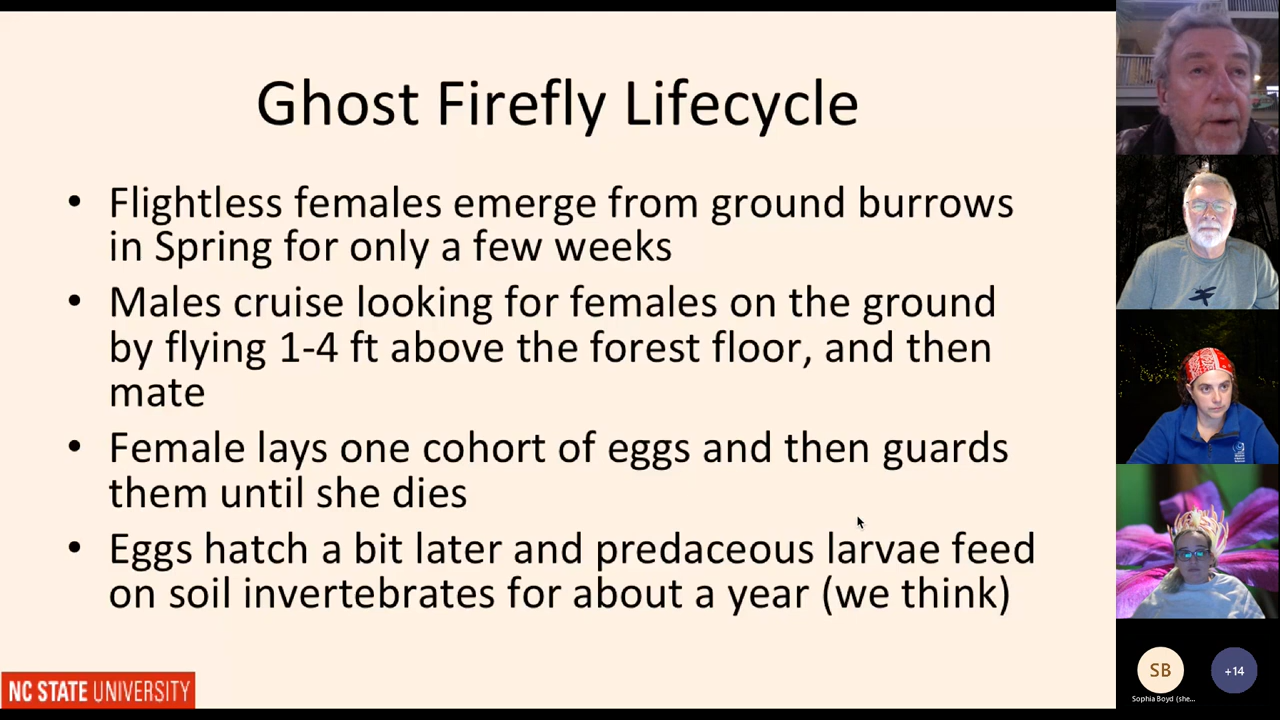 Ghost Firefly Lifecycle
• Flightless females emerge from ground burrows
in Spring for only a few weeks
• Males cruise looking for females on the ground
by flying 1-4 ft above the forest floor, and then
mate
• Female lays one cohort of eggs and then guards
them until she dies
• Eggs hatch a bit later and predaceous larvae feed
on soil invertebrates for about a year (we think)
NC STATE UNIVERSITY
SB
+14
Sophia Boyd (she...